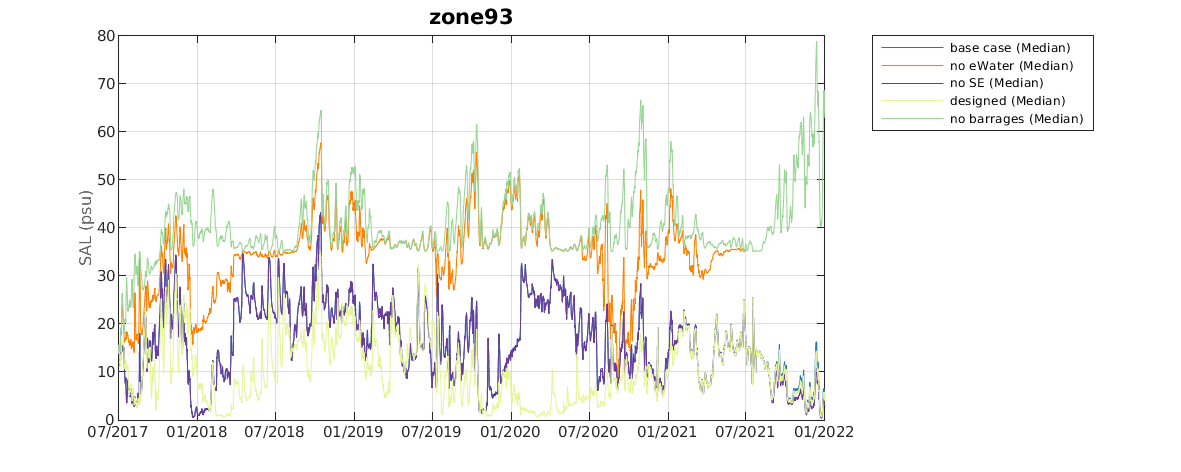 zone93
80
70
60
50
40
30
20
10
0
SAL (psu)
07/2017 01/2018 07/2018 01/2019 07/2019 01/2020 07/2020 01/2021 07/2021 01/2022
base case (Median)
no eWater (Median)
no SE (Median)
designed (Median)
no barrages (Median)